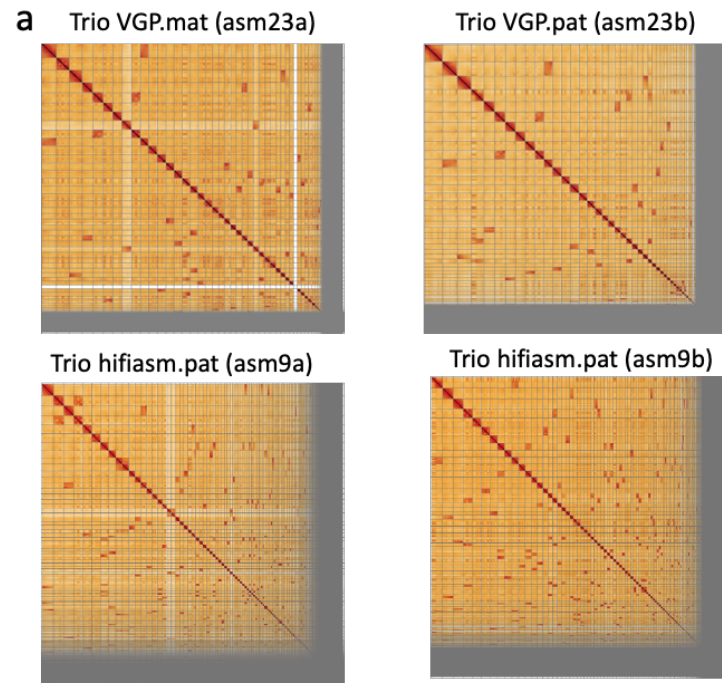 a
Trio VGP.mat (asm23a)
Trio VGP.pat (asm23b)
Trio hifiasm.pat (asm9a)
Trio hifiasm.pat (asm9b)